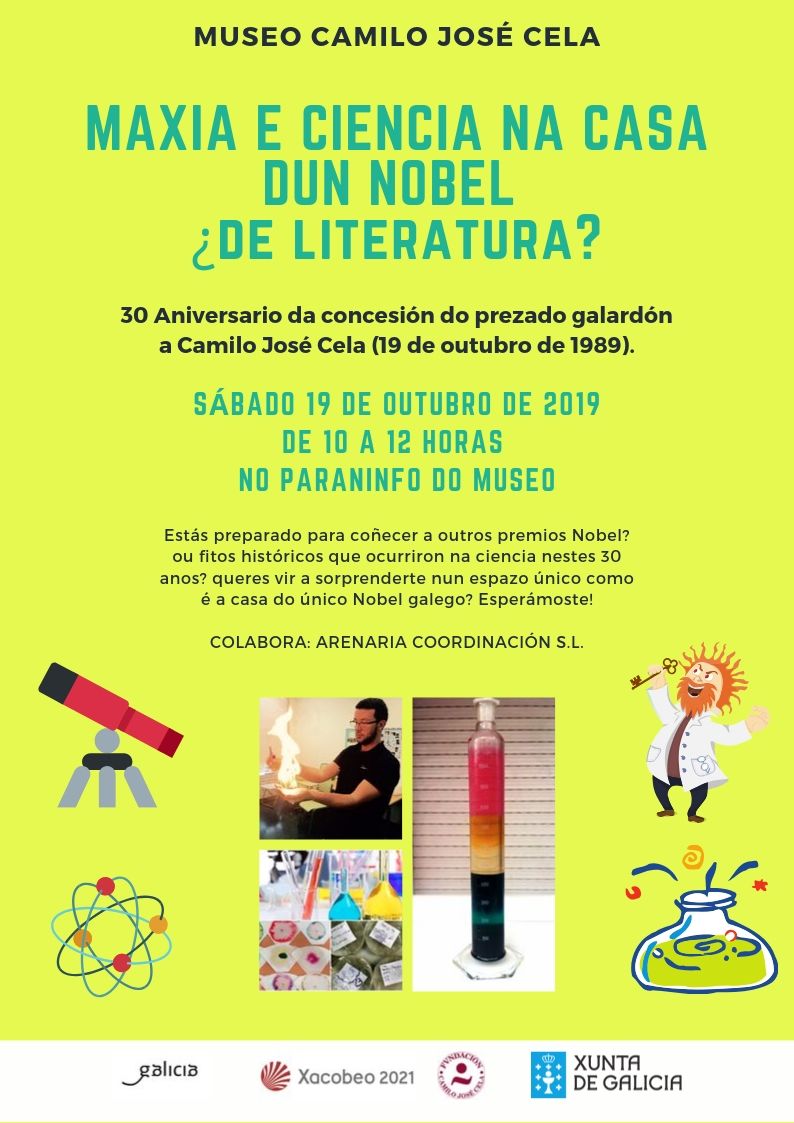 MUSEO CAMILO JOSÉ CELA
MAXIA E CIENCIA NA CASA
DUN NOBEL
¿DE LITERATURA?
30 Aniversario da concesión do prezado galardón
a Camilo José Cela (19 de outubro de 1989).
SÁBADO 19 DE OUTUBRO DE 2019
DE 10 A 12 HORAS
NO PARANINFO DO MUSEO
Estás preparado para coñecer a outros premios Nobel?
ou fitos históricos que ocurriron na ciencia nestes 30
anos? queres vir a sorprenderte nun espazo único como
é a casa do único Nobel galego? Esperámoste!
COLABORA: ARENARIA COORDINACIÓN S.L.
galicia
Xacobeo 2021
FVNDACIÓN
CAMILO JOSÉ CELA
XUNTA
DE GALICIA